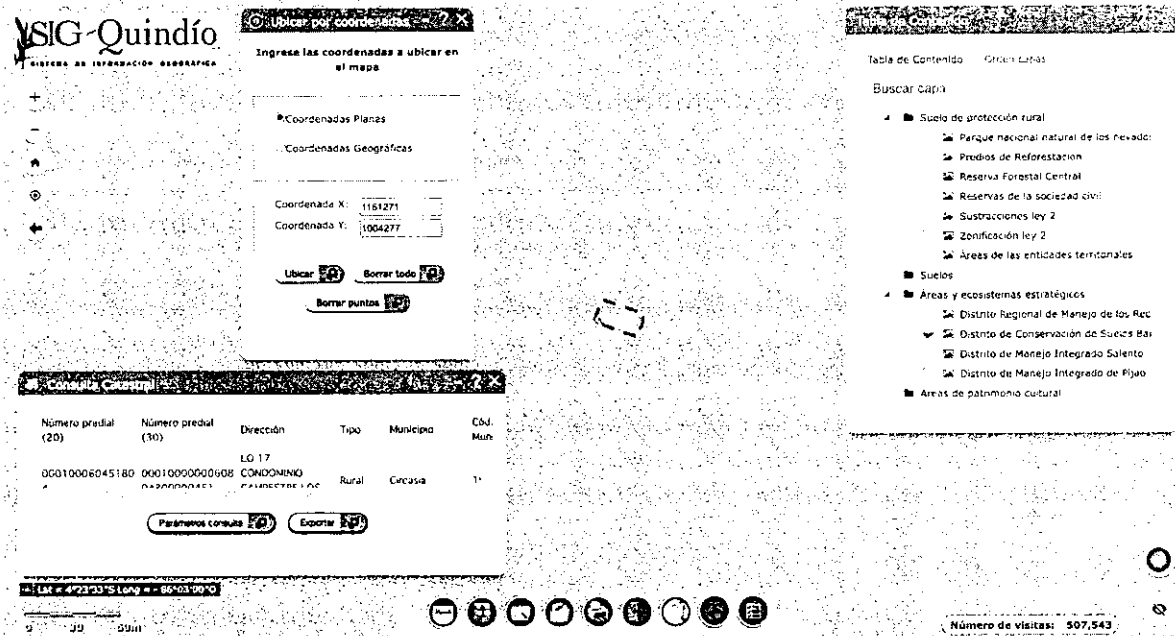 SIG-Quindío
SISTEMA DE INFORMACIÓN GEOGRÁFICA
Ubicar por coordenadas - ? X
Ingrese las coordenadas a ubicar en
el mapa
Coordenadas Planas
Coordenadas Geográficas
Coordenada X: 1161271
Coordenada Y: 1004277
Ubicar
Borrar todo
Borrar puntos
Tabla de Contenido
Tabla de Contenido
Orden capas
Buscar capa
Suelo de protección rural
Parque nacional natural de los nevados
Predios de Reforestacion
Reserva Forestal Central
Reservas de la sociedad civil
Sustracciones ley 2
Zonificación ley 2
Áreas de las entidades territoriales
Suelos
Áreas y ecosistemas estratégicos
Distrito Regional de Manejo de los Rec
Distrito de Conservación de Suelos Bar
Distrito de Manejo Integrado Salento
Distrito de Manejo Integrado de Pijao
Areas de patrimonio cultural
Consulta Catastral - ? X
Número predial
(20)
Número predial
(30)
Dirección
Tipo
Municipio
Cód.
Mun
LO 17
CONDOMINIO
CAMPESTRE LOS
Rural
Circasia
Parámetros consulta
Exportar
Número de visitas: 507,543